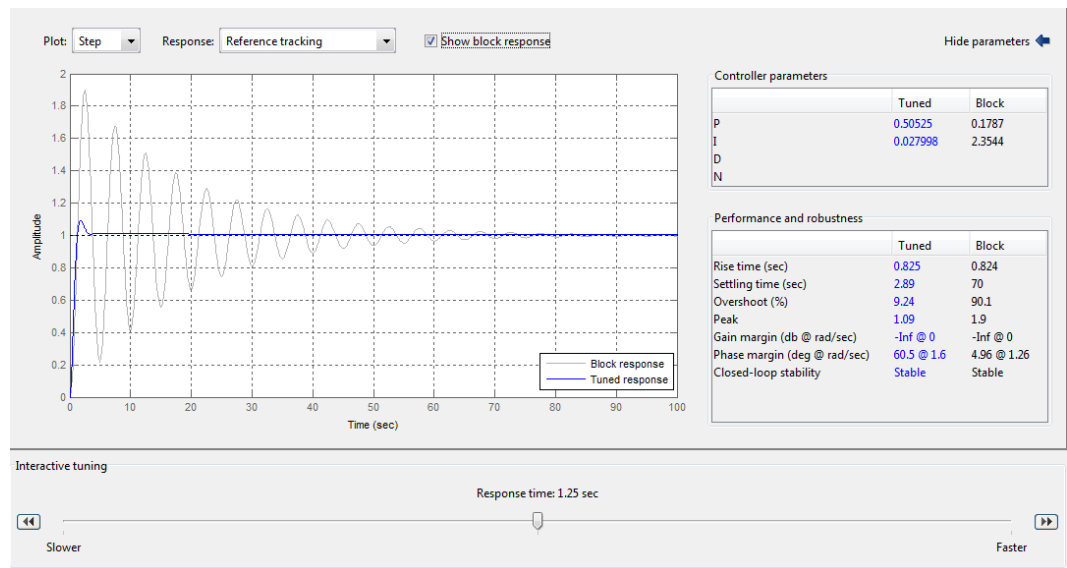 Plot: Step Response: Reference tracking Show block response Hide parameters
2
1.8
1.6
1.4
1.2
1
0.8
0.6
0.4
0.2
0
Amplitude
0 10 20 30 40 50 60 70 80 90 100
Time (sec)
Block response
Tuned response
Controller parameters
Tuned Block
P 0.50525 0.1787
I 0.027998 2.3544
D
N
Performance and robustness
Tuned Block
Rise time (sec) 0.825 0.824
Settling time (sec) 2.89 70
Overshoot (%) 9.24 90.1
Peak 1.09 1.9
Gain margin (db @ rad/sec) -Inf @ 0 -Inf @ 0
Phase margin (deg @ rad/sec) 60.5 @ 1.6 4.96 @ 1.26
Closed-loop stability Stable Stable
Interactive tuning
Response time: 1.25 sec
Slower Faster